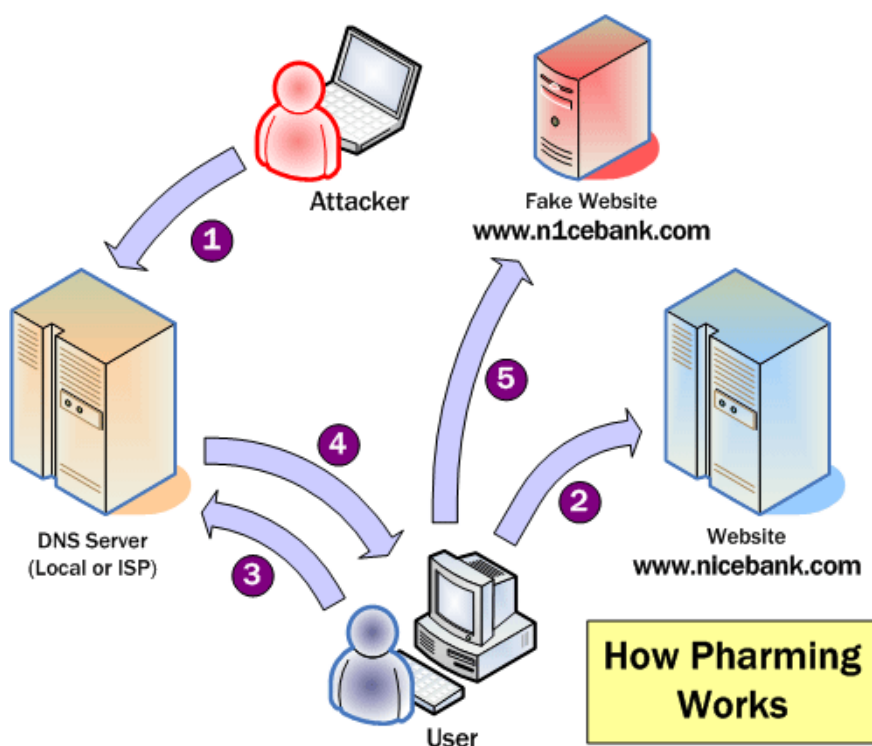 Attacker
Fake Website
www.n1cebank.com
1
5
4
2
DNS Server
(Local or ISP)
3
Website
www.nicebank.com
User
How Pharming
Works